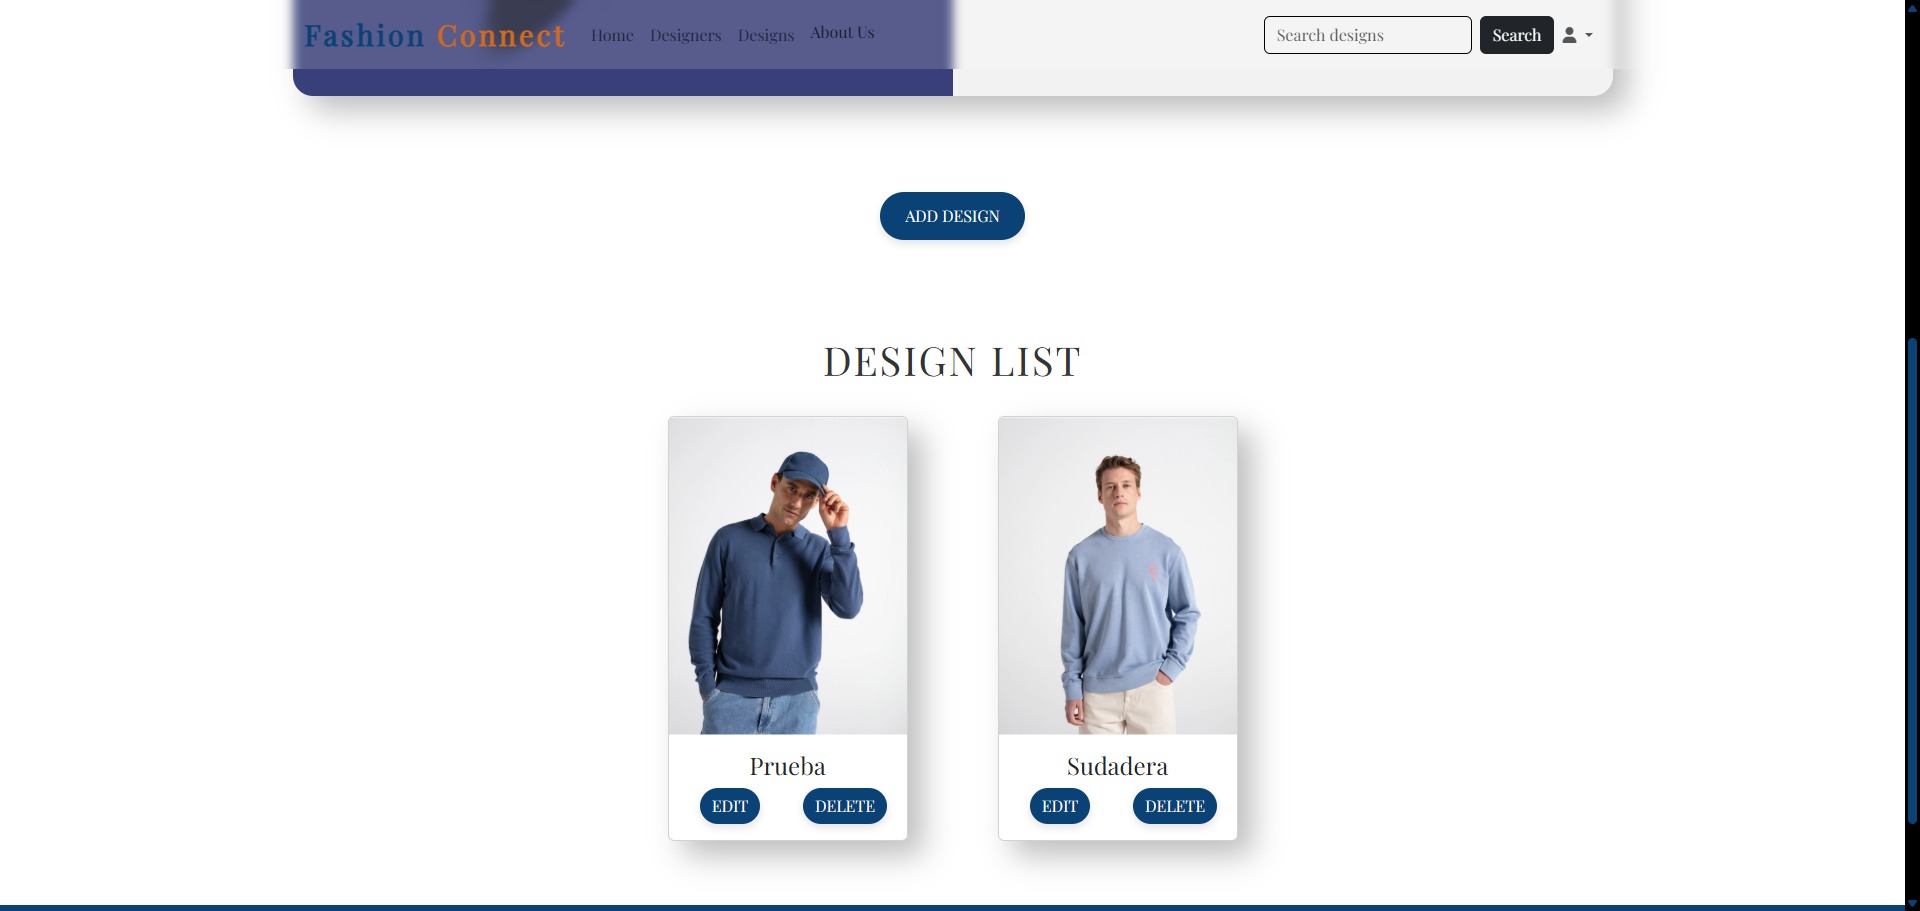 Fashion Connect Home Designers Designs About Us Search designs Search
ADD DESIGN
DESIGN LIST
Prueba Sudadera
EDIT DELETE EDIT DELETE